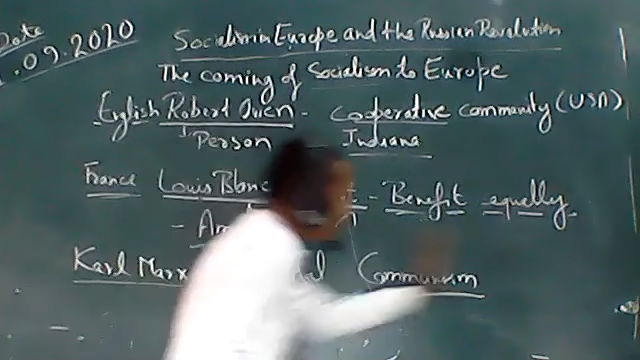 Date
.09.2020
Socialism in Europe and the Russian Revolution
The coming of Socialism to Europe
English Robert Owen - cooperative community (USA)
Person Indiana
France Louis Blanc - Benefit equally
-
Karl Marx Communism